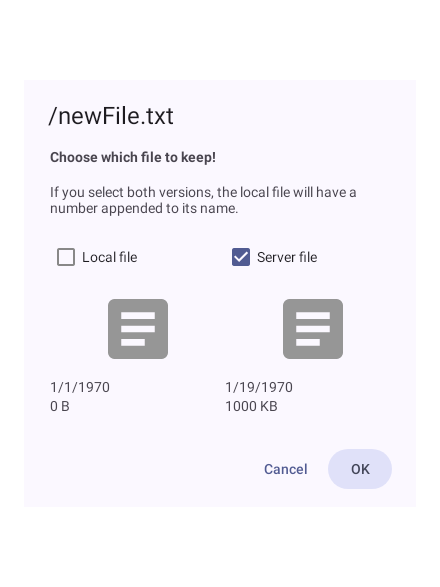 /newFile.txt
Choose which file to keep!
If you select both versions, the local file will have a
number appended to its name.
Local file
Server file
1/1/1970
0 B
1/19/1970
1000 KB
Cancel
OK